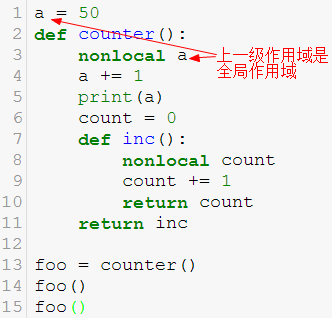 1 a = 50
2 def counter():
3     nonlocal a
4     a += 1
5     print(a)
6     count = 0
7     def inc():
8         nonlocal count
9         count += 1
10         return count
11     return inc
12
13 foo = counter()
14 foo()
15 foo()
上一级作用域是
全局作用域